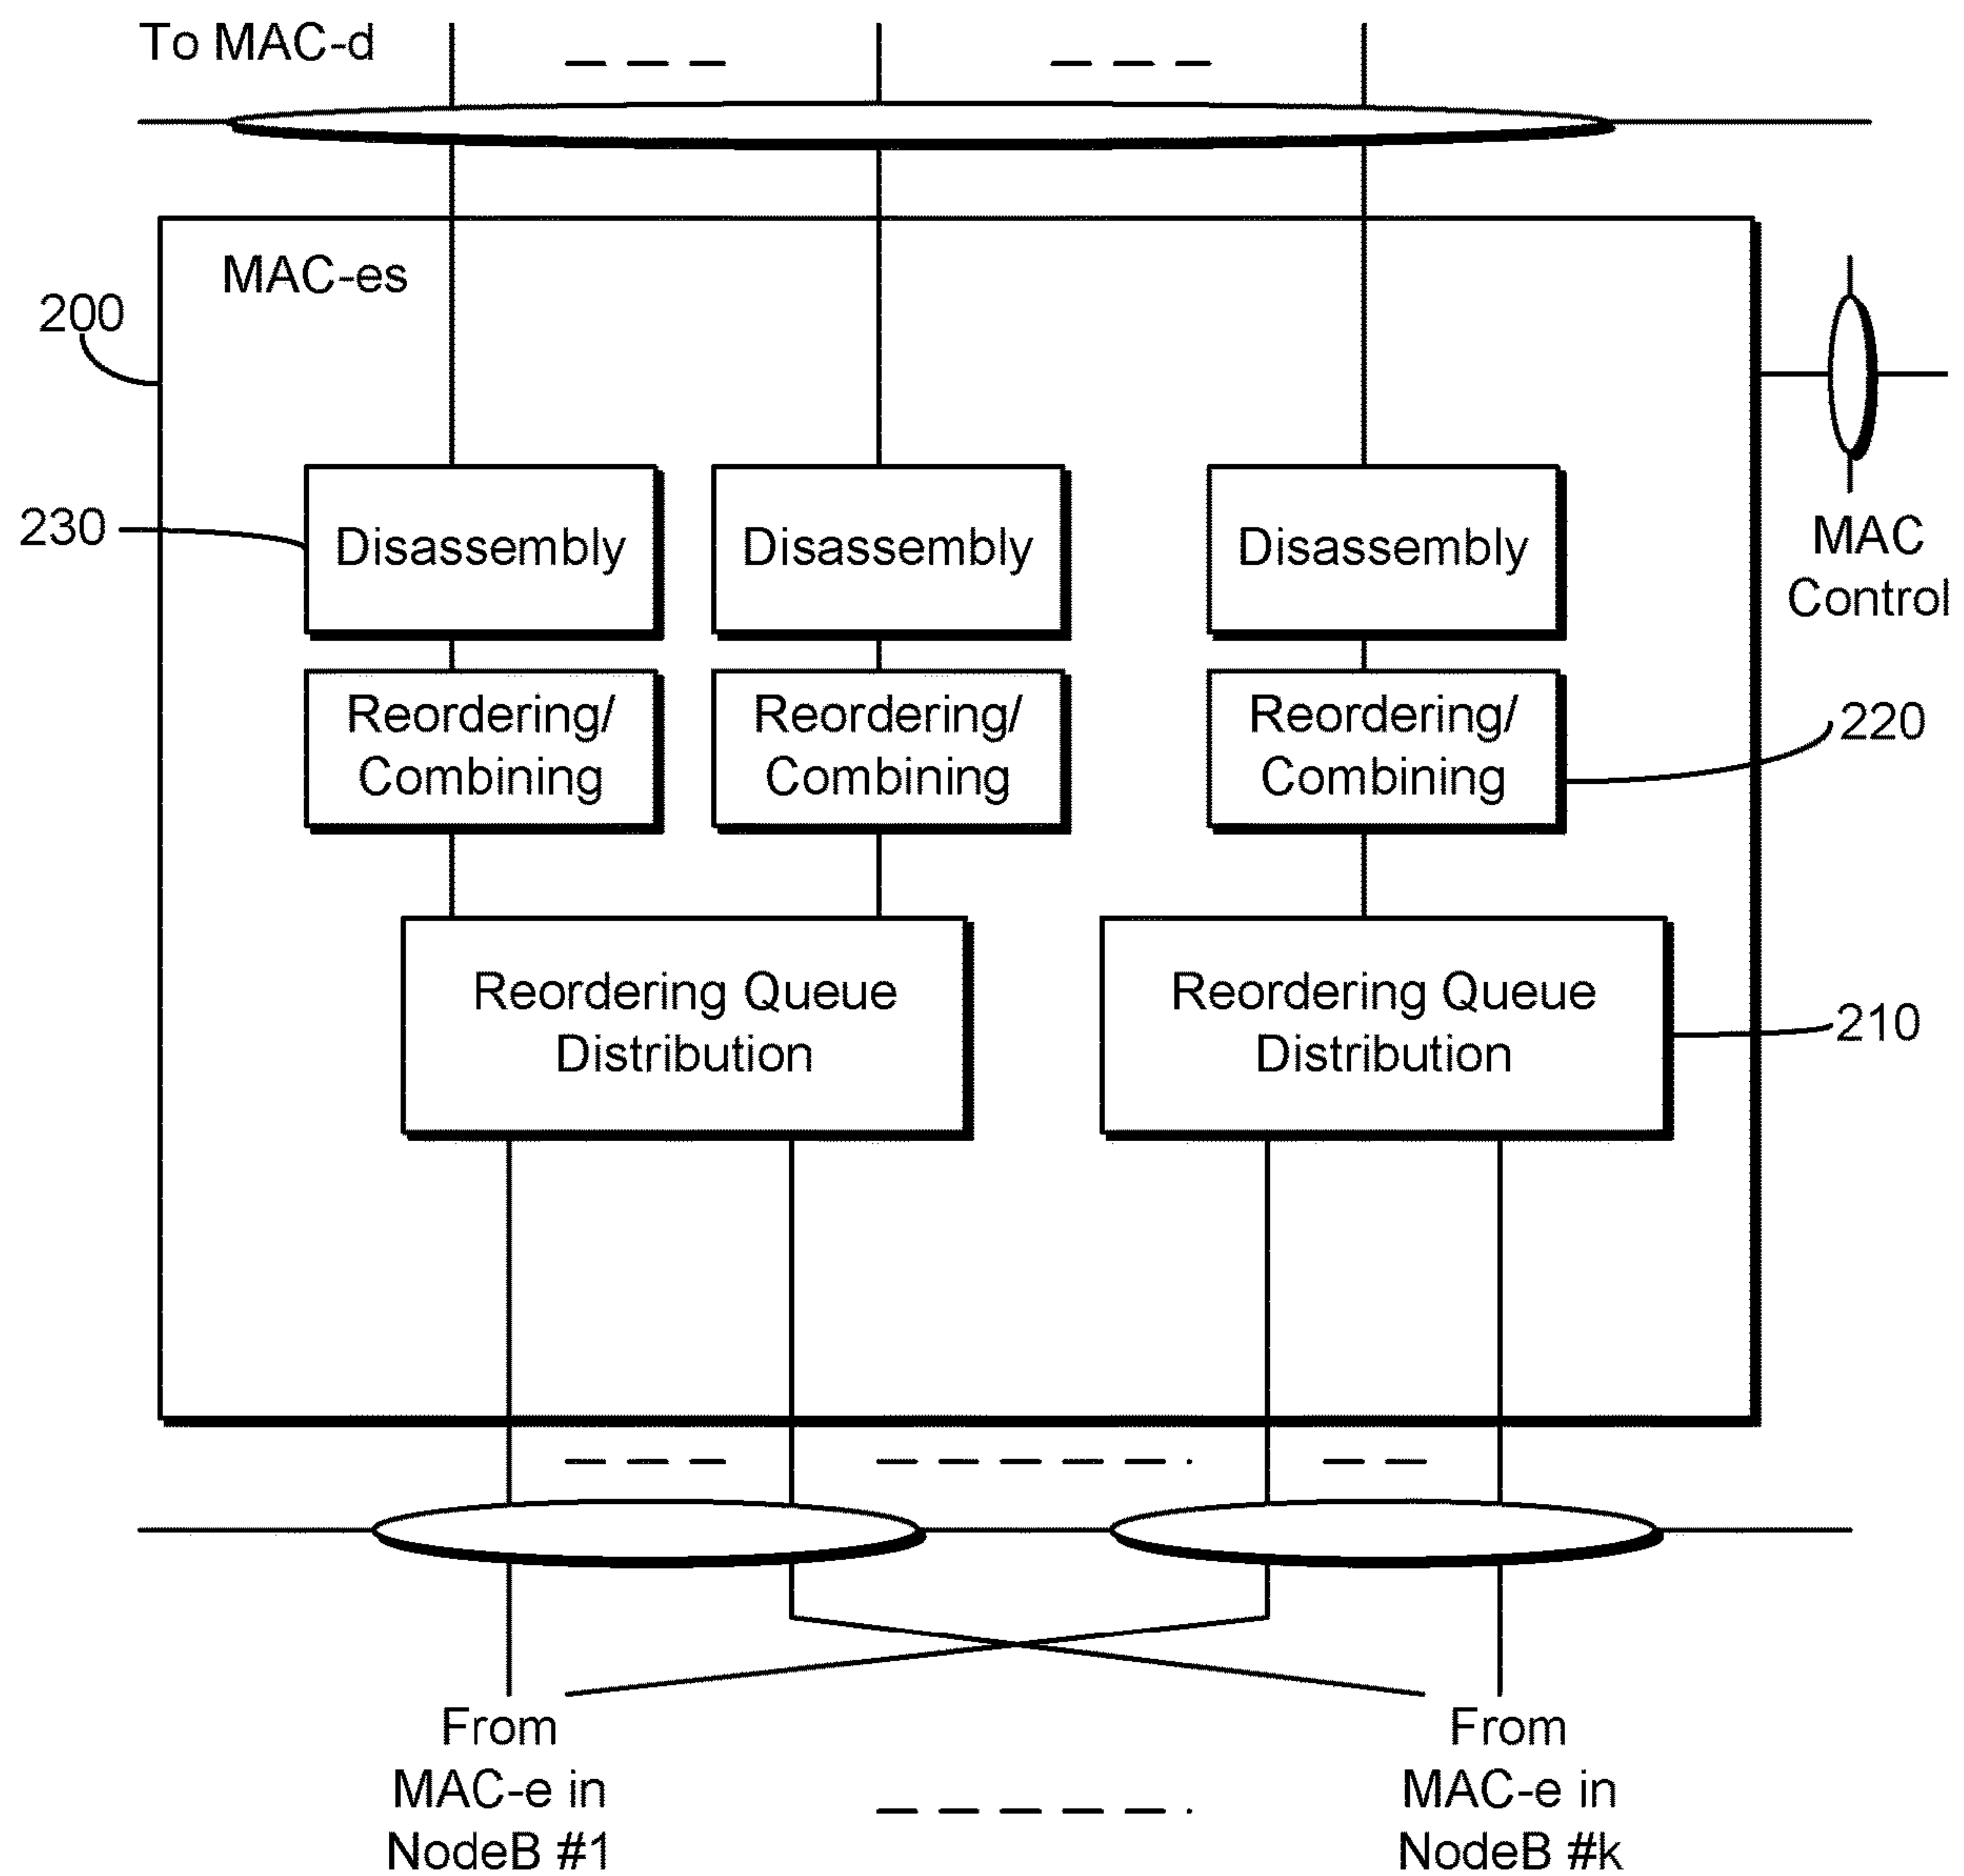 To MAC-d
MAC-es
200
MAC
Control
230
Disassembly
Disassembly
Disassembly
Reordering/
Combining
Reordering/
Combining
Reordering/
Combining
220
Reordering Queue
Distribution
Reordering Queue
Distribution
210
From
MAC-e in
NodeB #1
From
MAC-e in
NodeB #k